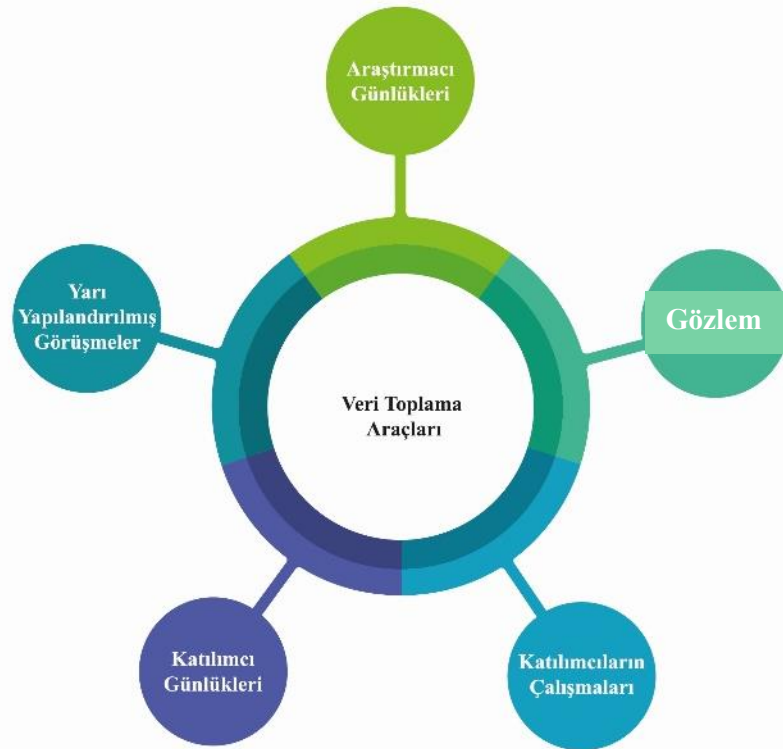 Araştırmacı
Günlükleri
Yarı
Yapılandırılmış
Görüşmeler
Gözlem
Veri Toplama
Araçları
Katılımcı
Günlükleri
Katılımcıların
Çalışmaları